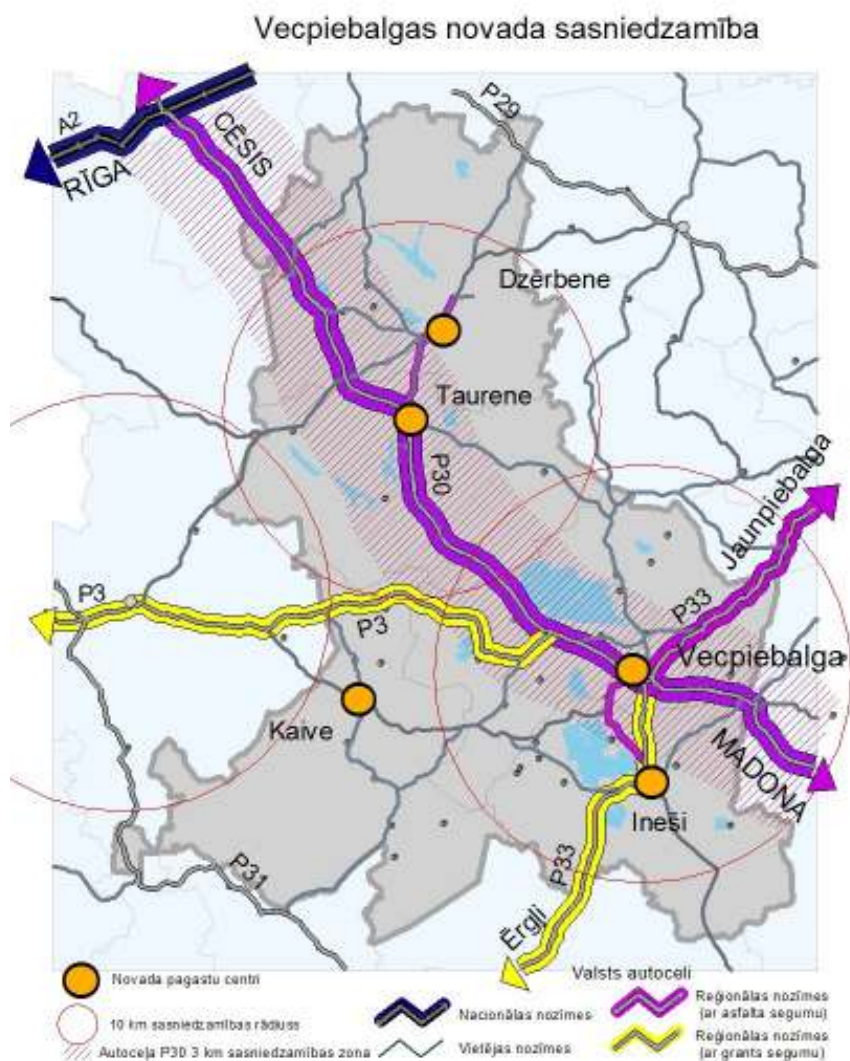 Vecpiebalgas novada sasniedzamība
A2
RĪGA
CĒSIS
P29
Dzērbene
Taurene
P30
Jaunpiebalga
P33
P3
P3
Vecpiebalga
Kaive
MADONA
Ineši
P33
P31
Ērgļi
Novada pagastu centri
10 km sasniedzamības rādiuss
Autoceļa P30 3 km sasniedzamības zona
Valsts autoceļi
Nacionālas nozīmes
Vietējas nozīmes
Reģionālas nozīmes
(ar asfalta segumu)
Reģionālas nozīmes
(ar grants segumu)